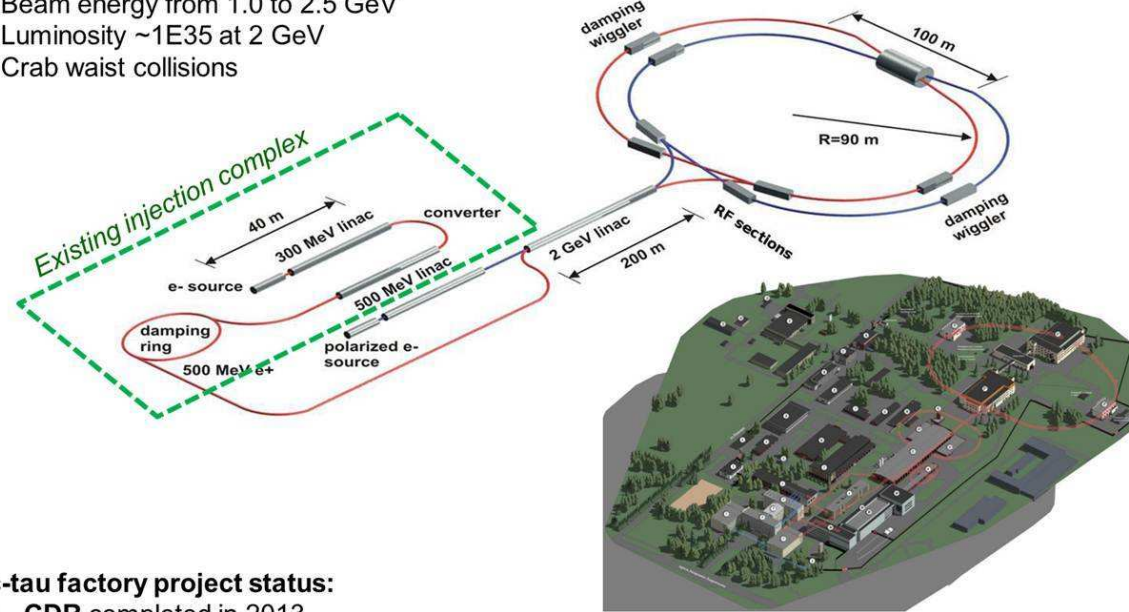 Beam energy from 1.0 to 2.5 GeV
Luminosity ~1E35 at 2 GeV
Crab waist collisions
damping
wiggler
100 m
R=90 m
damping
wiggler
RF sections
2 GeV linac
200 m
Existing injection complex
40 m
300 MeV linac
converter
e- source
500 MeV linac
polarized e-
source
damping
ring
500 MeV e+
-tau factory project status:
CDR completed in 2013